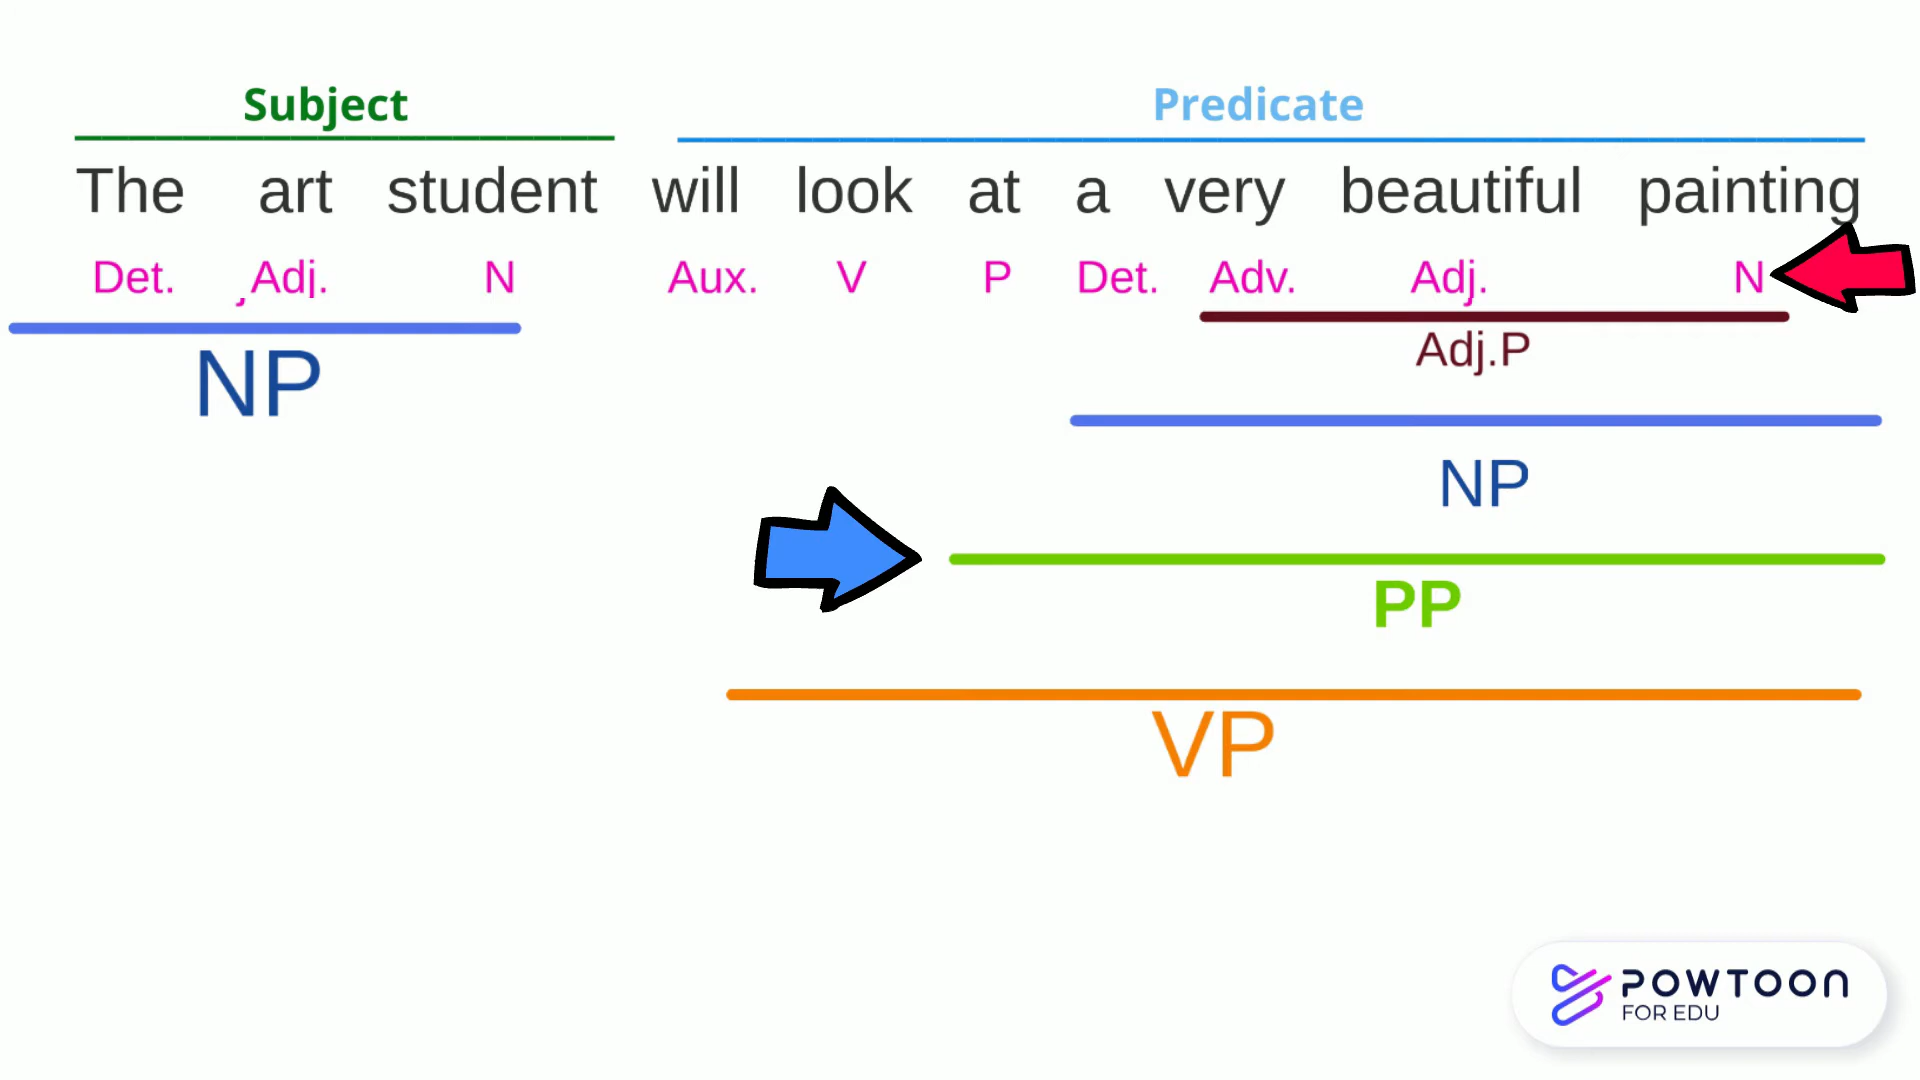 Subject Predicate
The art student will look at a very beautiful painting
Det. Adj. N Aux. V P Det. Adv. Adj. N
Adj.P
NP
NP
PP
VP
POWTOON
FOR EDU